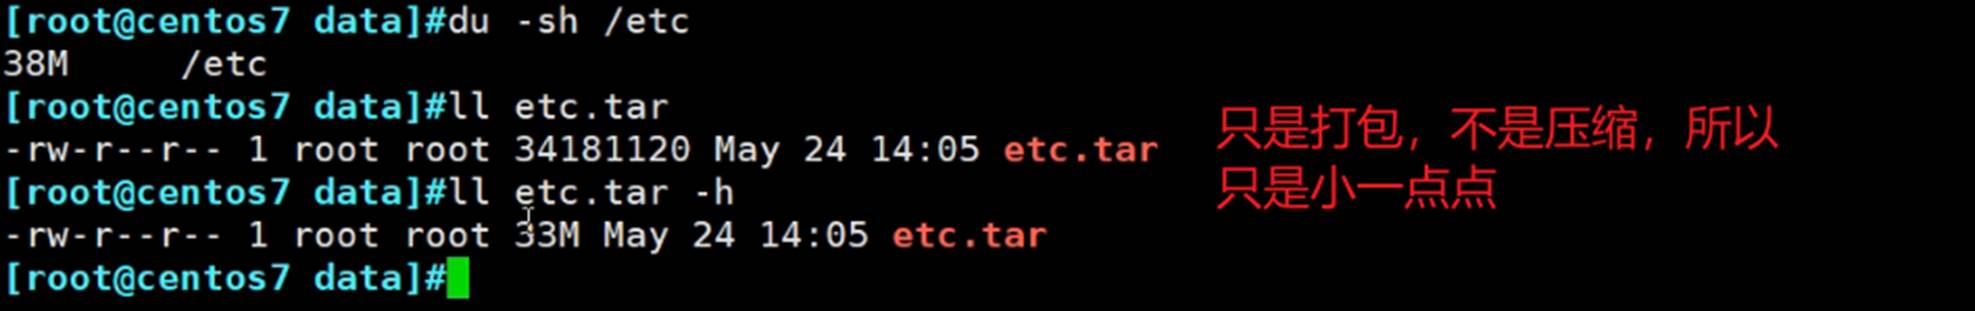 [root@centos7 data]#du -sh /etc
38M     /etc
[root@centos7 data]#ll etc.tar
-rw-r--r-- 1 root root 34181120 May 24 14:05 etc.tar
只是打包，不是压缩，所以
只是小一点点
[root@centos7 data]#ll etc.tar -h
-rw-r--r-- 1 root root 33M May 24 14:05 etc.tar
[root@centos7 data]#